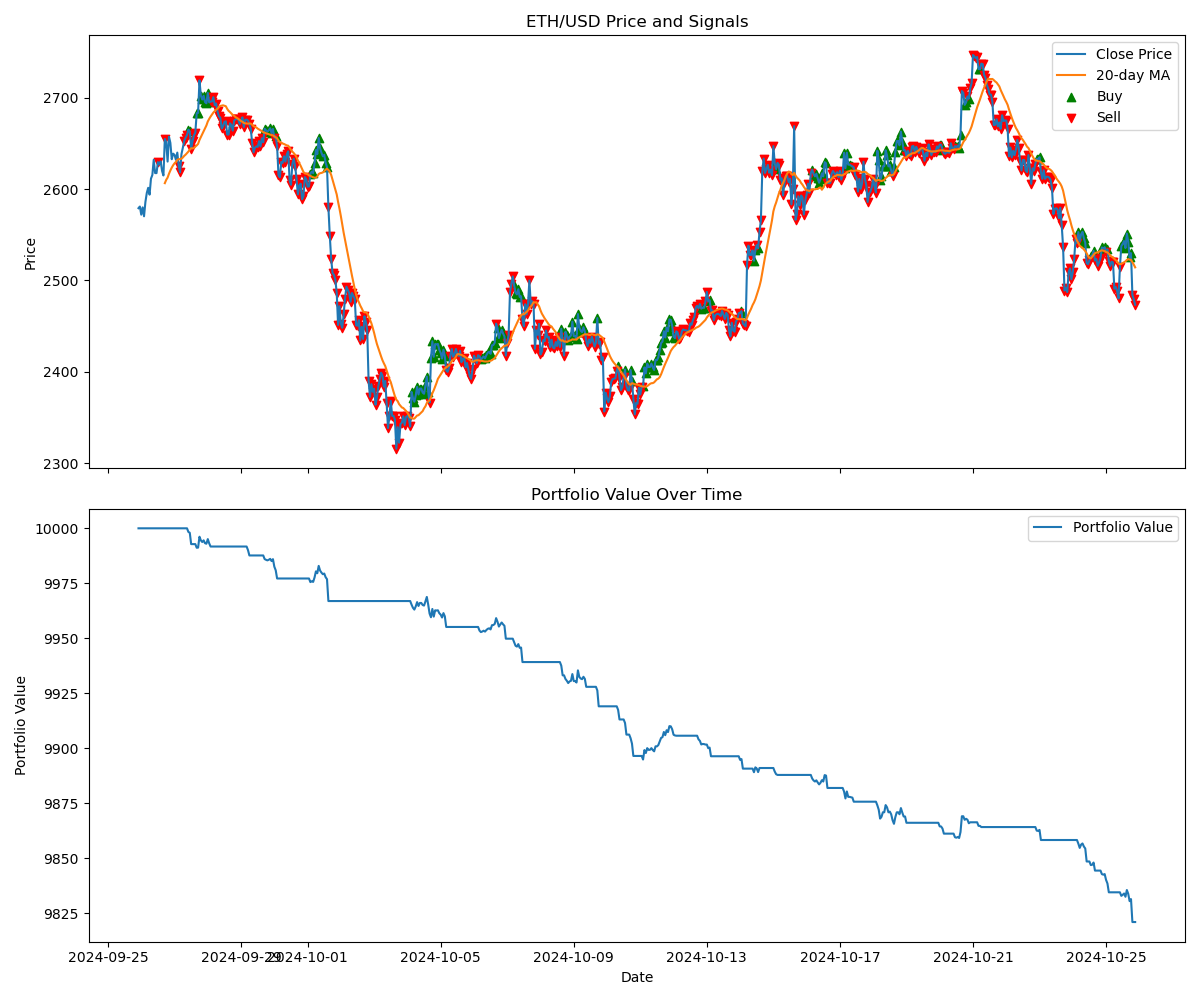 ETH/USD Price and Signals
Close Price
20-day MA
Buy
Sell
Price
2700
2600
2500
2400
2300
Portfolio Value Over Time
Portfolio Value
Portfolio Value
10000
9975
9950
9925
9900
9875
9850
9825
2024-09-25 2024-09-29 2024-10-01 2024-10-05 2024-10-09 2024-10-13 2024-10-17 2024-10-21 2024-10-25
Date